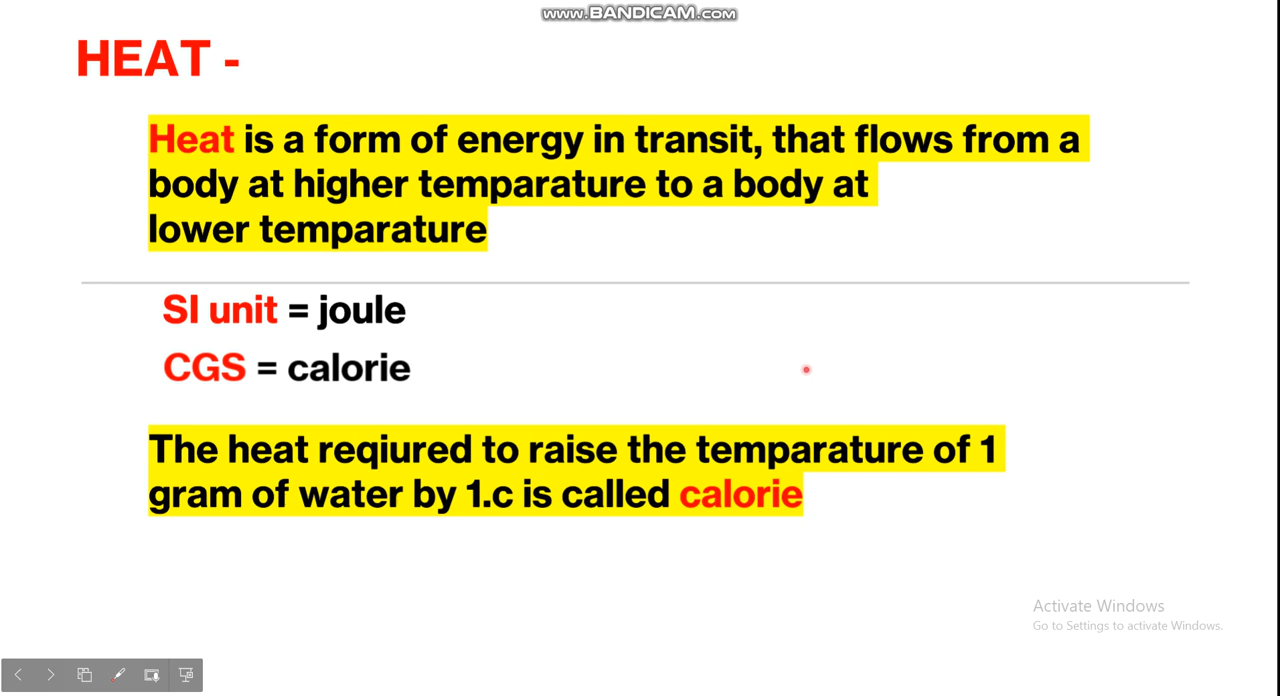 www.BANDICAM.com
HEAT -
Heat is a form of energy in transit, that flows from a
body at higher temparature to a body at
lower temparature
SI unit = joule
CGS = calorie
The heat reqiured to raise the temparature of 1
gram of water by 1.c is called calorie
Activate Windows
Go to Settings to activate Windows.